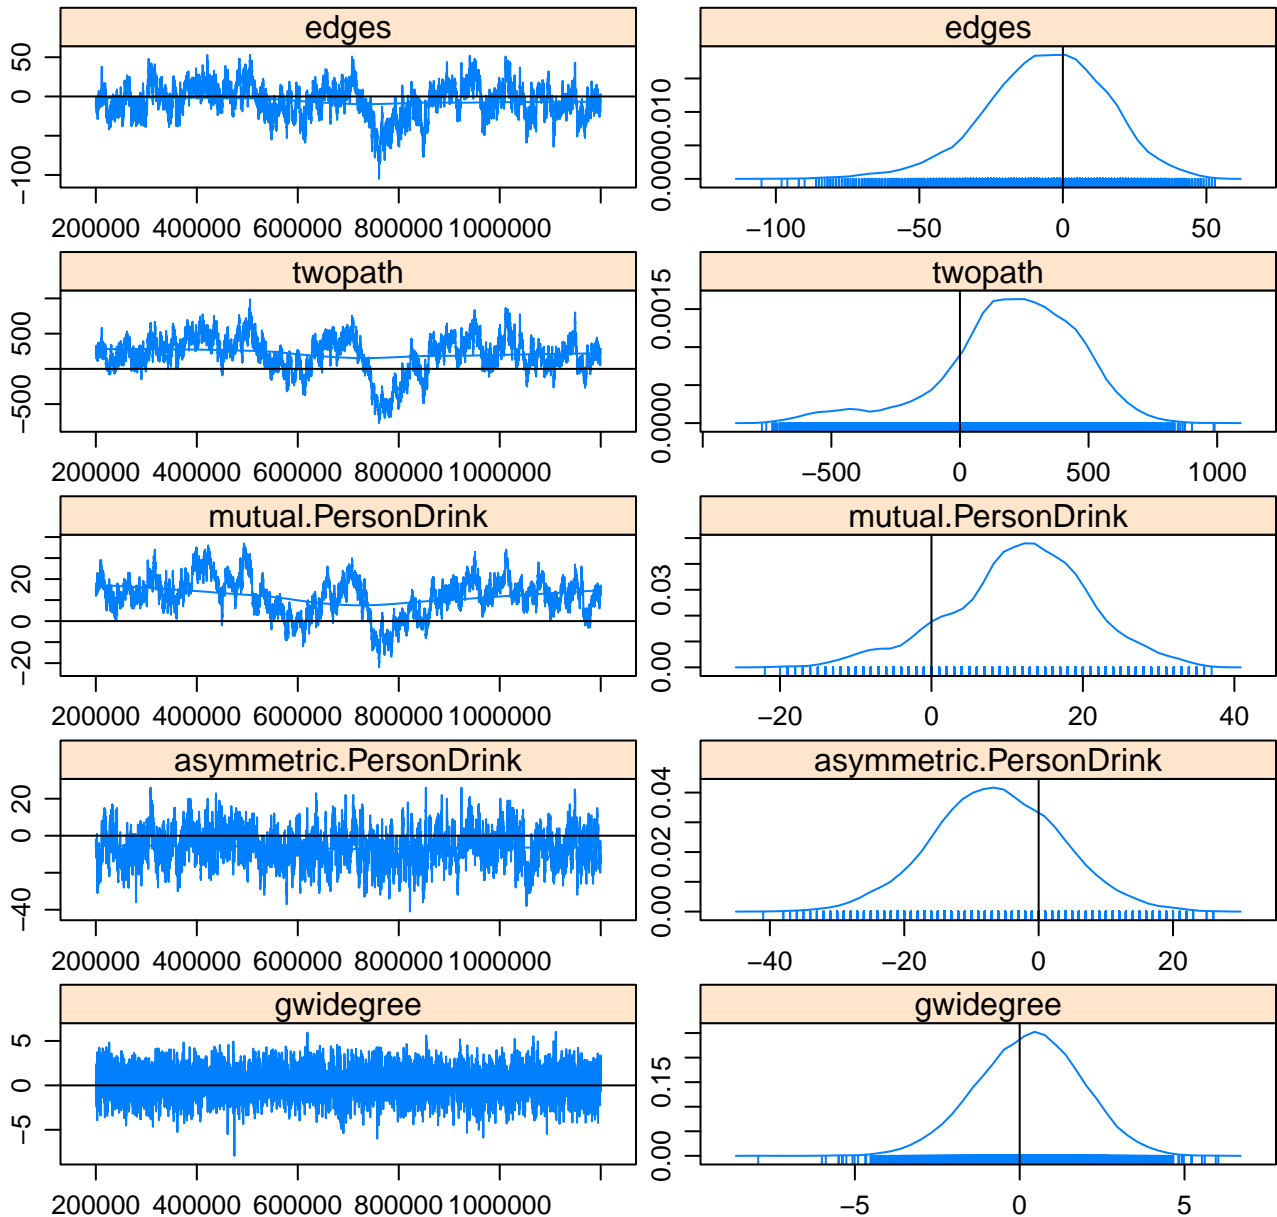 edges
50
0
−100
200000 400000 600000 800000 1000000
edges
0.000 0.010
−100 −50 0 50
twopath
500
−500
200000 400000 600000 800000 1000000
twopath
0.0015
0.0000
−500 0 500 1000
mutual.PersonDrink
20
0
−20
200000 400000 600000 800000 1000000
mutual.PersonDrink
0.03
0.00
−20 0 20 40
asymmetric.PersonDrink
20
0
−40
200000 400000 600000 800000 1000000
asymmetric.PersonDrink
0.04
0.02
0.00
−40 −20 0 20
gwidegree
5
0
−5
200000 400000 600000 800000 1000000
gwidegree
0.15
0.00
−5 0 5